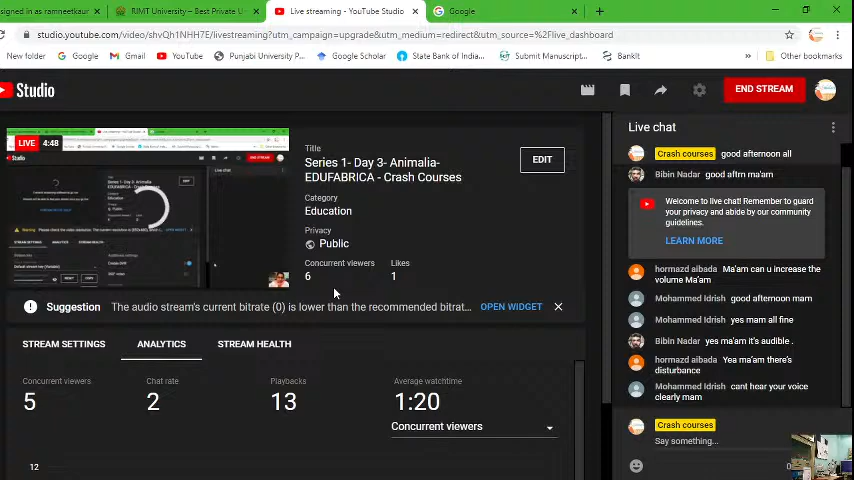 signed in as ramneetkaur
RIMT University – Best Private U
Live streaming - YouTube Studio
Google
studio.youtube.com/video/shvQh1NHH7E/livestreaming?utm_campaign=upgrade&utm_medium=redirect&utm_source=%2Flive_dashboard
New folder
Google
Gmail
YouTube
Punjabi University P...
Google Scholar
State Bank of Indi...
Submit Manuscript...
BankIt
Other bookmarks
Studio
END STREAM
LIVE 4:48
Title
Series 1- Day 3- Animalia-
EDUFABRICA - Crash Courses
EDIT
Category
Education
Privacy
Public
Concurrent viewers
6
Likes
1
Suggestion
The audio stream's current bitrate (0) is lower than the recommended bitrat...
OPEN WIDGET
STREAM SETTINGS
ANALYTICS
STREAM HEALTH
Concurrent viewers
5
Chat rate
2
Playbacks
13
Average watchtime
1:20
Concurrent viewers
12
Live chat
Crash courses good afternoon all
Bibin Nadar good aftrn ma'am
Welcome to live chat! Remember to guard
your privacy and abide by our community
guidelines.
LEARN MORE
hormazd aibada Ma'am can u increase the
volume Ma'am
Mohammed Idrish good afternoon mam
Mohammed Idrish yes mam all fine
Bibin Nadar yes ma'am it's audible .
hormazd aibada Yea ma'am there's
disturbance
Mohammed Idrish cant hear your voice
clearly mam
Crash courses
Say something...